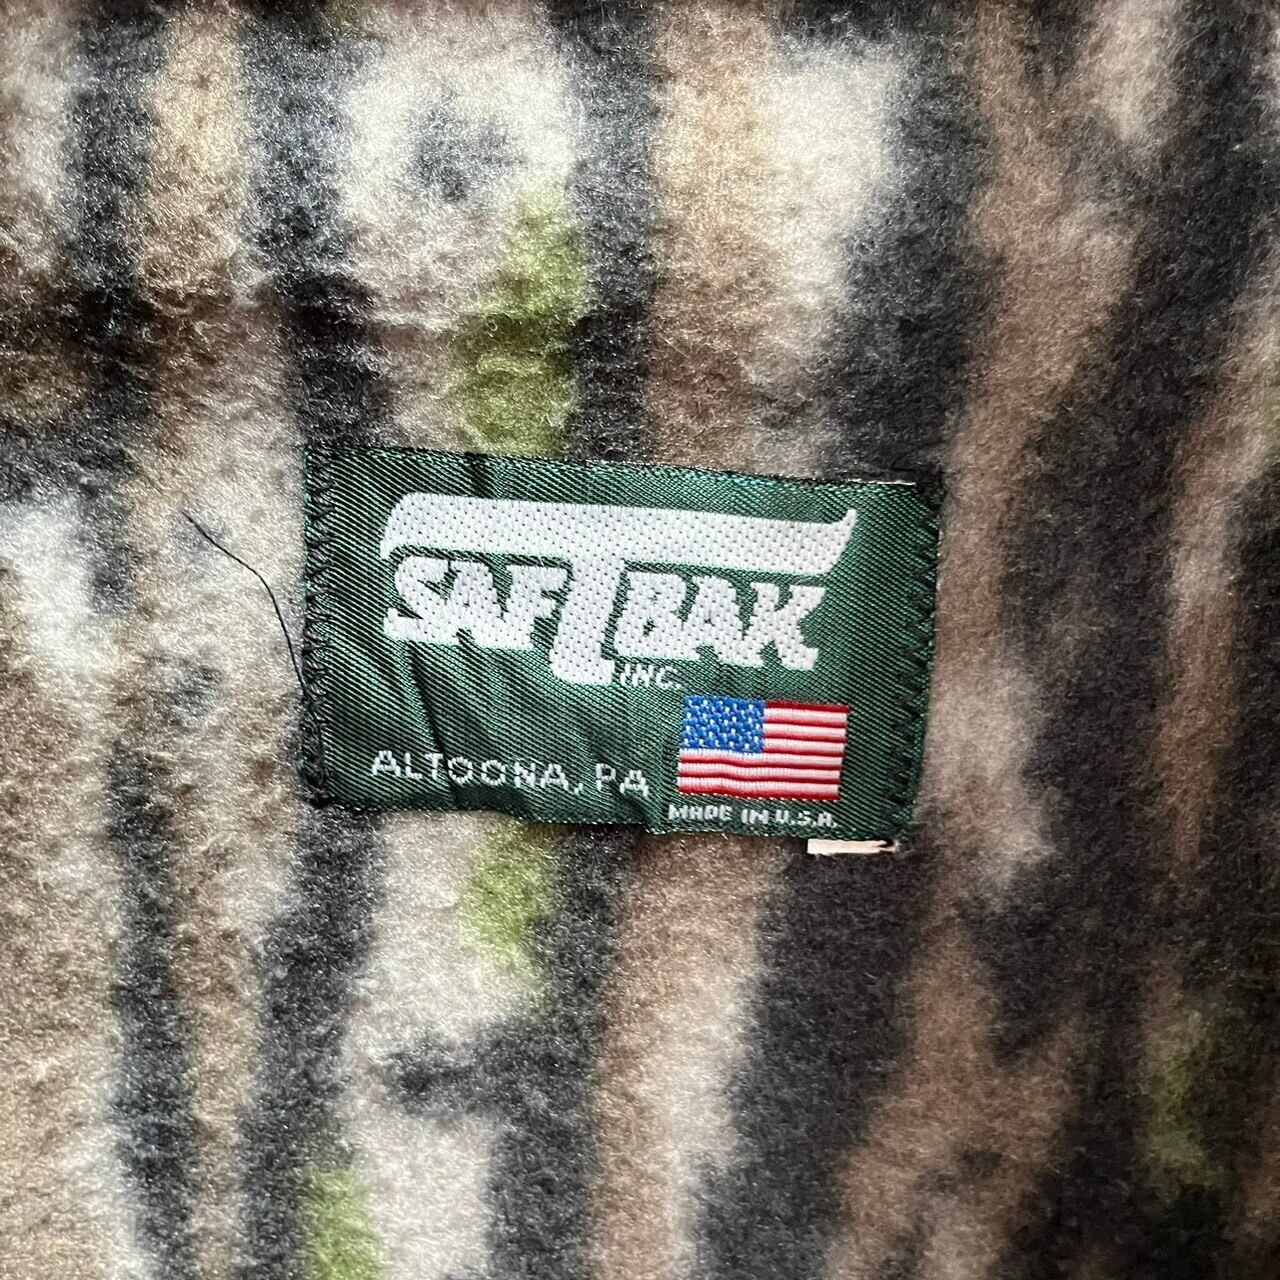 SAFTBAK
INC.
ALTOONA, PA
MADE IN U.S.A.